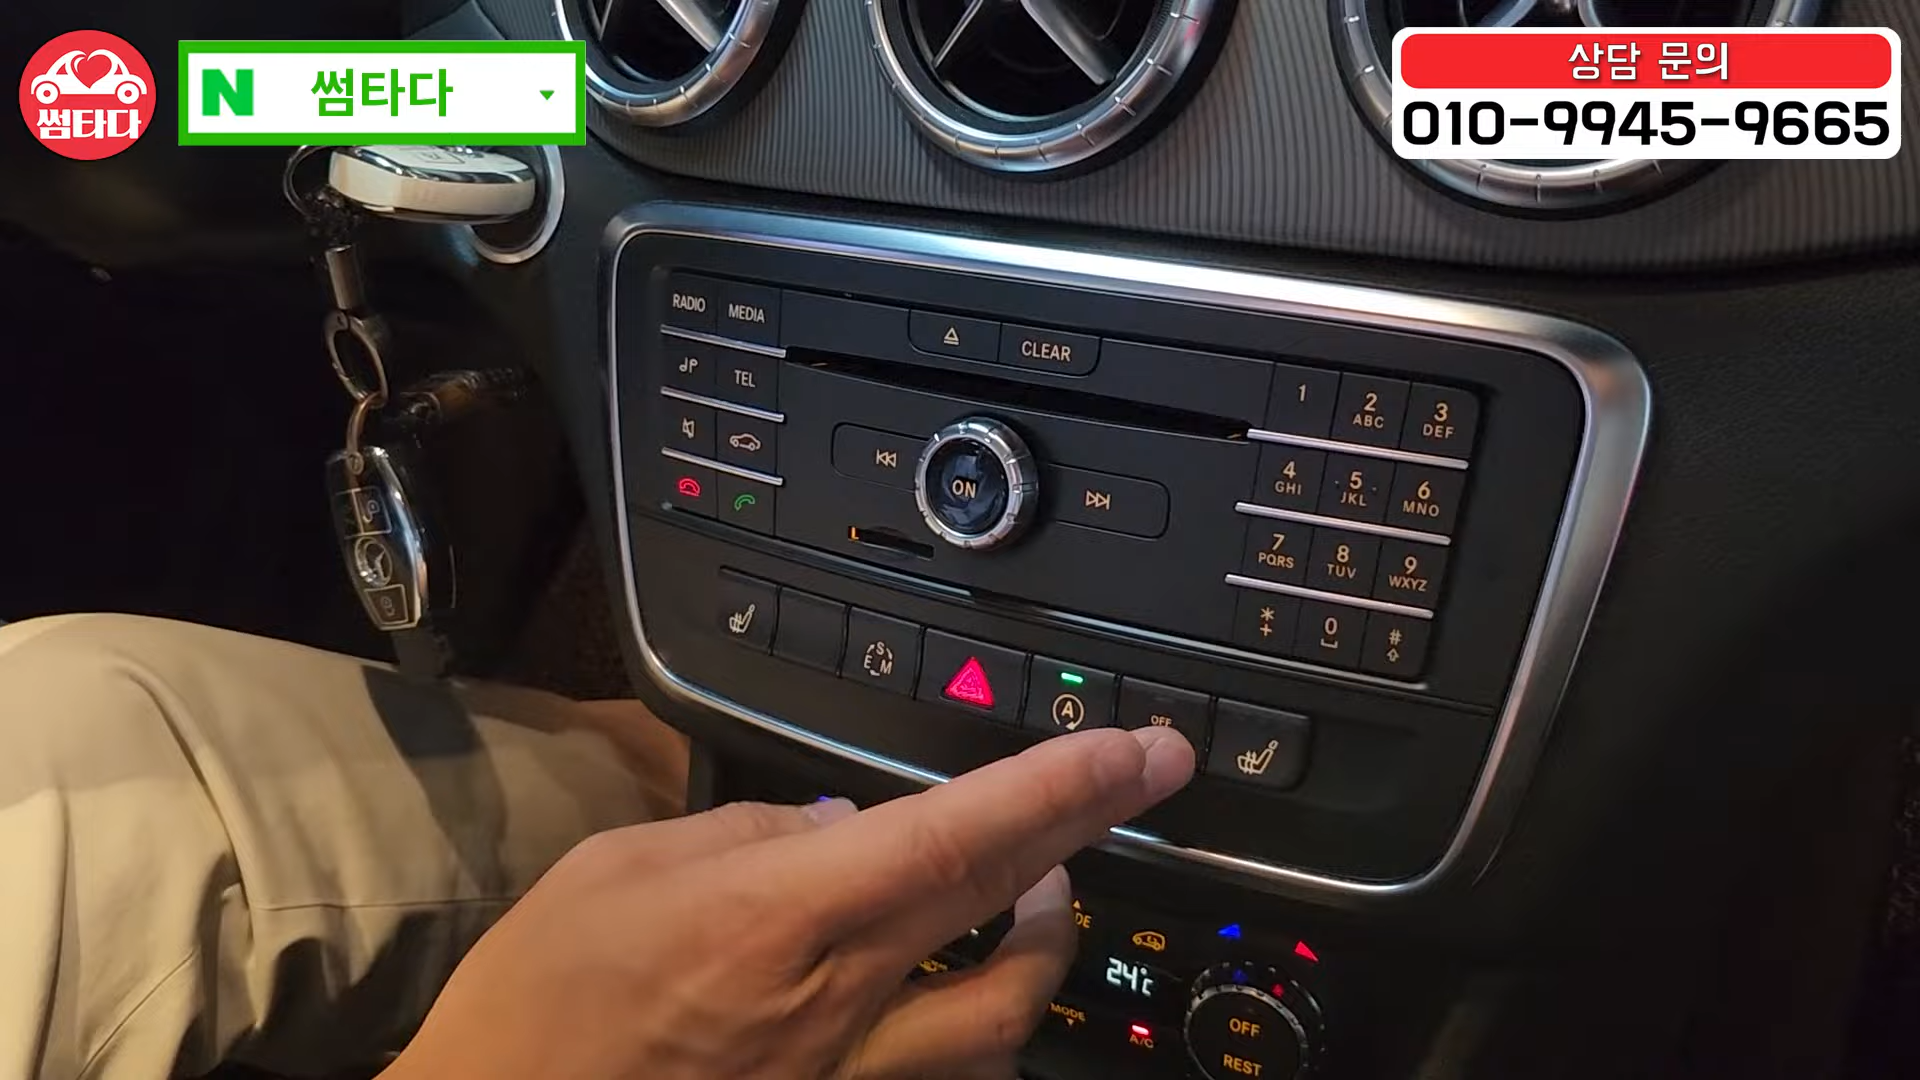 썸타다
N 썸타다
상담 문의
010-9945-9665
RADIO MEDIA
CLEAR
TEL
1
2 ABC
3 DEF
ON
4 GHI
5 JKL
6 MNO
7 PQRS
8 TUV
9 WXYZ
* +
0
#
S
E M
A
OFF
24°C
MODE
A/C
OFF
REST